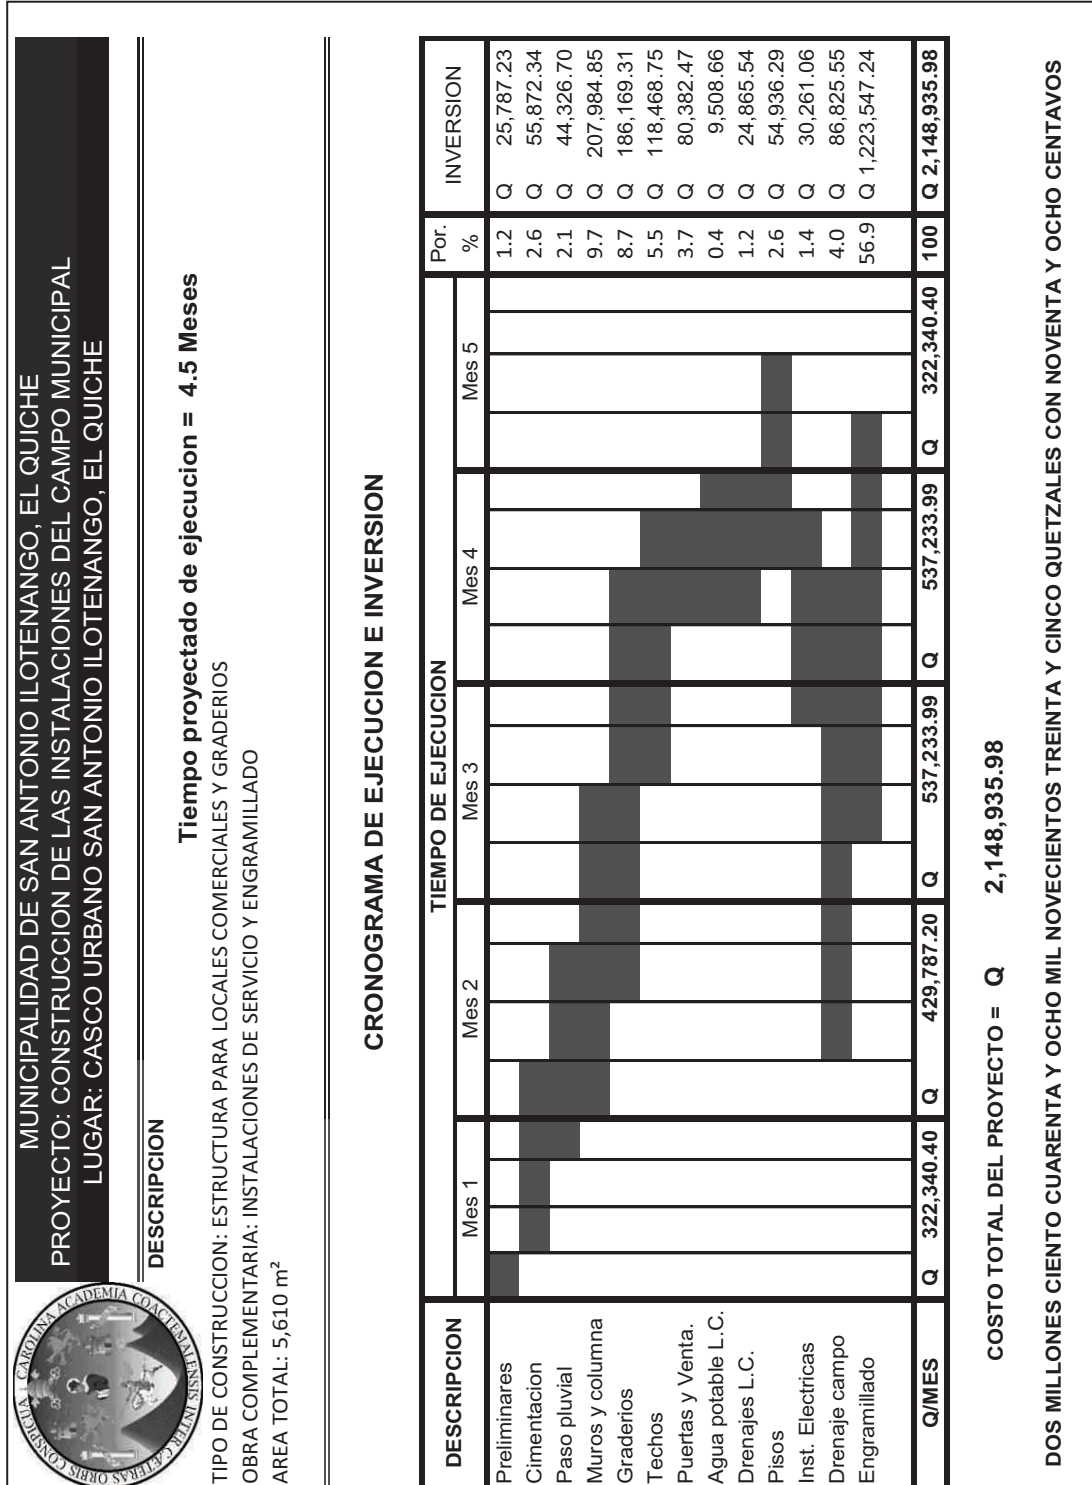 MUNICIPALIDAD DE SAN ANTONIO ILOTENANGO, EL QUICHE
PROYECTO: CONSTRUCCION DE LAS INSTALACIONES DEL CAMPO MUNICIPAL
LUGAR: CASCO URBANO SAN ANTONIO ILOTENANGO, EL QUICHE
CAROLINA ACADEMIA COACTEMALENSIS INTER CÆTERAS ORBIS CONSPICUA
DESCRIPCION
Tiempo proyectado de ejecucion = 4.5 Meses
TIPO DE CONSTRUCCION: ESTRUCTURA PARA LOCALES COMERCIALES Y GRADERIOS
OBRA COMPLEMENTARIA: INSTALACIONES DE SERVICIO Y ENGRAMILLADO
AREA TOTAL: 5,610 m²
CRONOGRAMA DE EJECUCION E INVERSION
DESCRIPCION TIEMPO DE EJECUCION Por. % INVERSION
Mes 1 Mes 2 Mes 3 Mes 4 Mes 5
Preliminares 1.2 Q 25,787.23
Cimentacion 2.6 Q 55,872.34
Paso pluvial 2.1 Q 44,326.70
Muros y columna 9.7 Q 207,984.85
Graderios 8.7 Q 186,169.31
Techos 5.5 Q 118,468.75
Puertas y Venta. 3.7 Q 80,382.47
Agua potable L.C. 0.4 Q 9,508.66
Drenajes L.C. 1.2 Q 24,865.54
Pisos 2.6 Q 54,936.29
Inst. Electricas 1.4 Q 30,261.06
Drenaje campo 4.0 Q 86,825.55
Engramillado 56.9 Q 1,223,547.24
Q/MES Q 322,340.40 Q 429,787.20 Q 537,233.99 Q 537,233.99 Q 322,340.40 100 Q 2,148,935.98
COSTO TOTAL DEL PROYECTO = Q 2,148,935.98
DOS MILLONES CIENTO CUARENTA Y OCHO MIL NOVECIENTOS TREINTA Y CINCO QUETZALES CON NOVENTA Y OCHO CENTAVOS